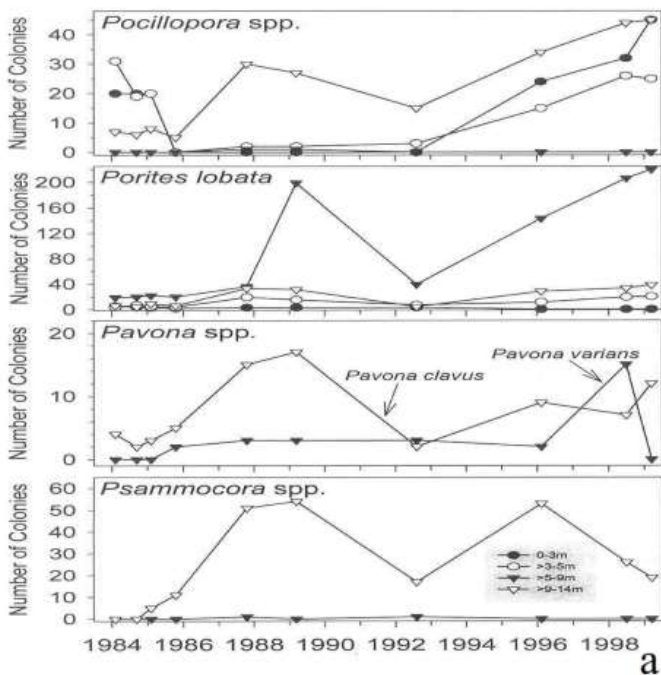 Pocillopora spp.
Number of Colonies
40
30
20
10
0
Porites lobata
Number of Colonies
200
160
120
80
40
0
Pavona spp.
Number of Colonies
20
10
0
Pavona clavus
Pavona varians
Psammocora spp.
Number of Colonies
60
50
40
30
20
10
0
0-3m
>3-5m
>5-9m
>9-14m
1984 1986 1988 1990 1992 1994 1996 1998
a